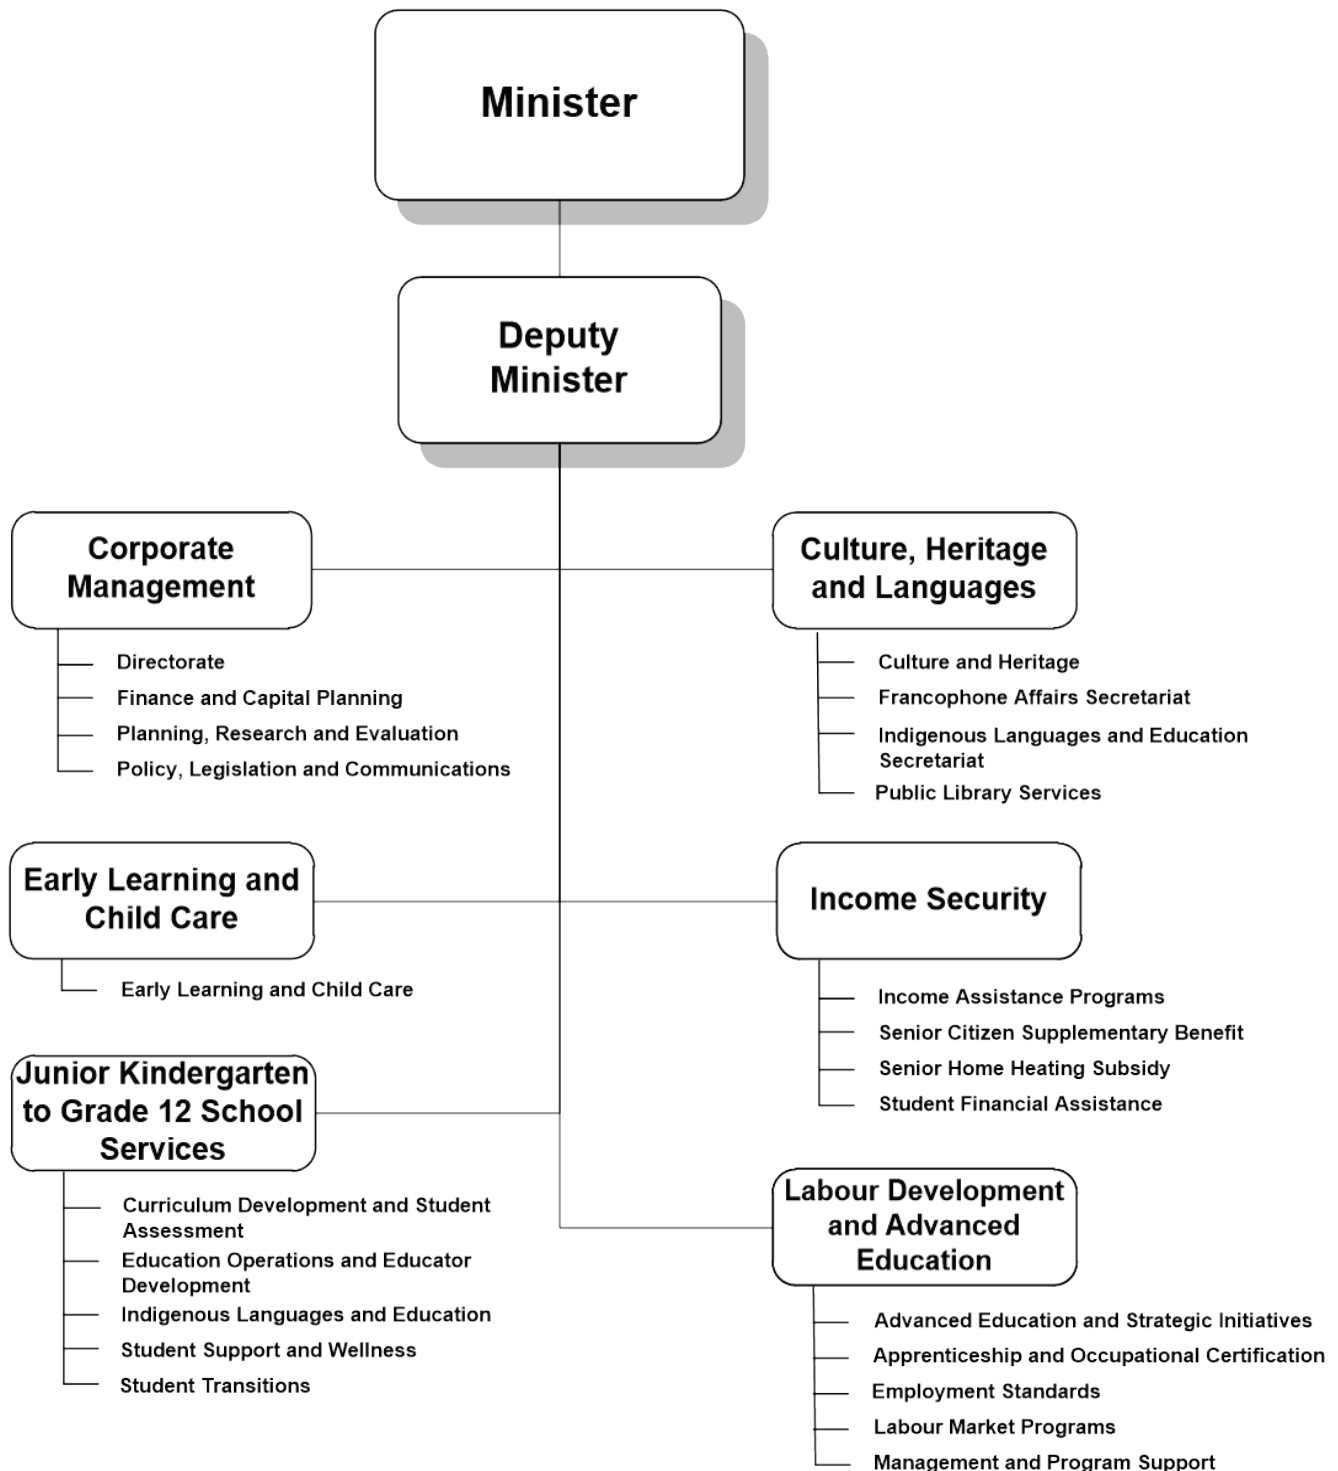 Minister
Deputy
Minister
Corporate
Management
Directorate
Finance and Capital Planning
Planning, Research and Evaluation
Policy, Legislation and Communications
Culture, Heritage
and Languages
Culture and Heritage
Francophone Affairs Secretariat
Indigenous Languages and Education
Secretariat
Public Library Services
Early Learning and
Child Care
Early Learning and Child Care
Income Security
Income Assistance Programs
Senior Citizen Supplementary Benefit
Senior Home Heating Subsidy
Student Financial Assistance
Junior Kindergarten
to Grade 12 School
Services
Curriculum Development and Student
Assessment
Education Operations and Educator
Development
Indigenous Languages and Education
Student Support and Wellness
Student Transitions
Labour Development
and Advanced
Education
Advanced Education and Strategic Initiatives
Apprenticeship and Occupational Certification
Employment Standards
Labour Market Programs
Management and Program Support